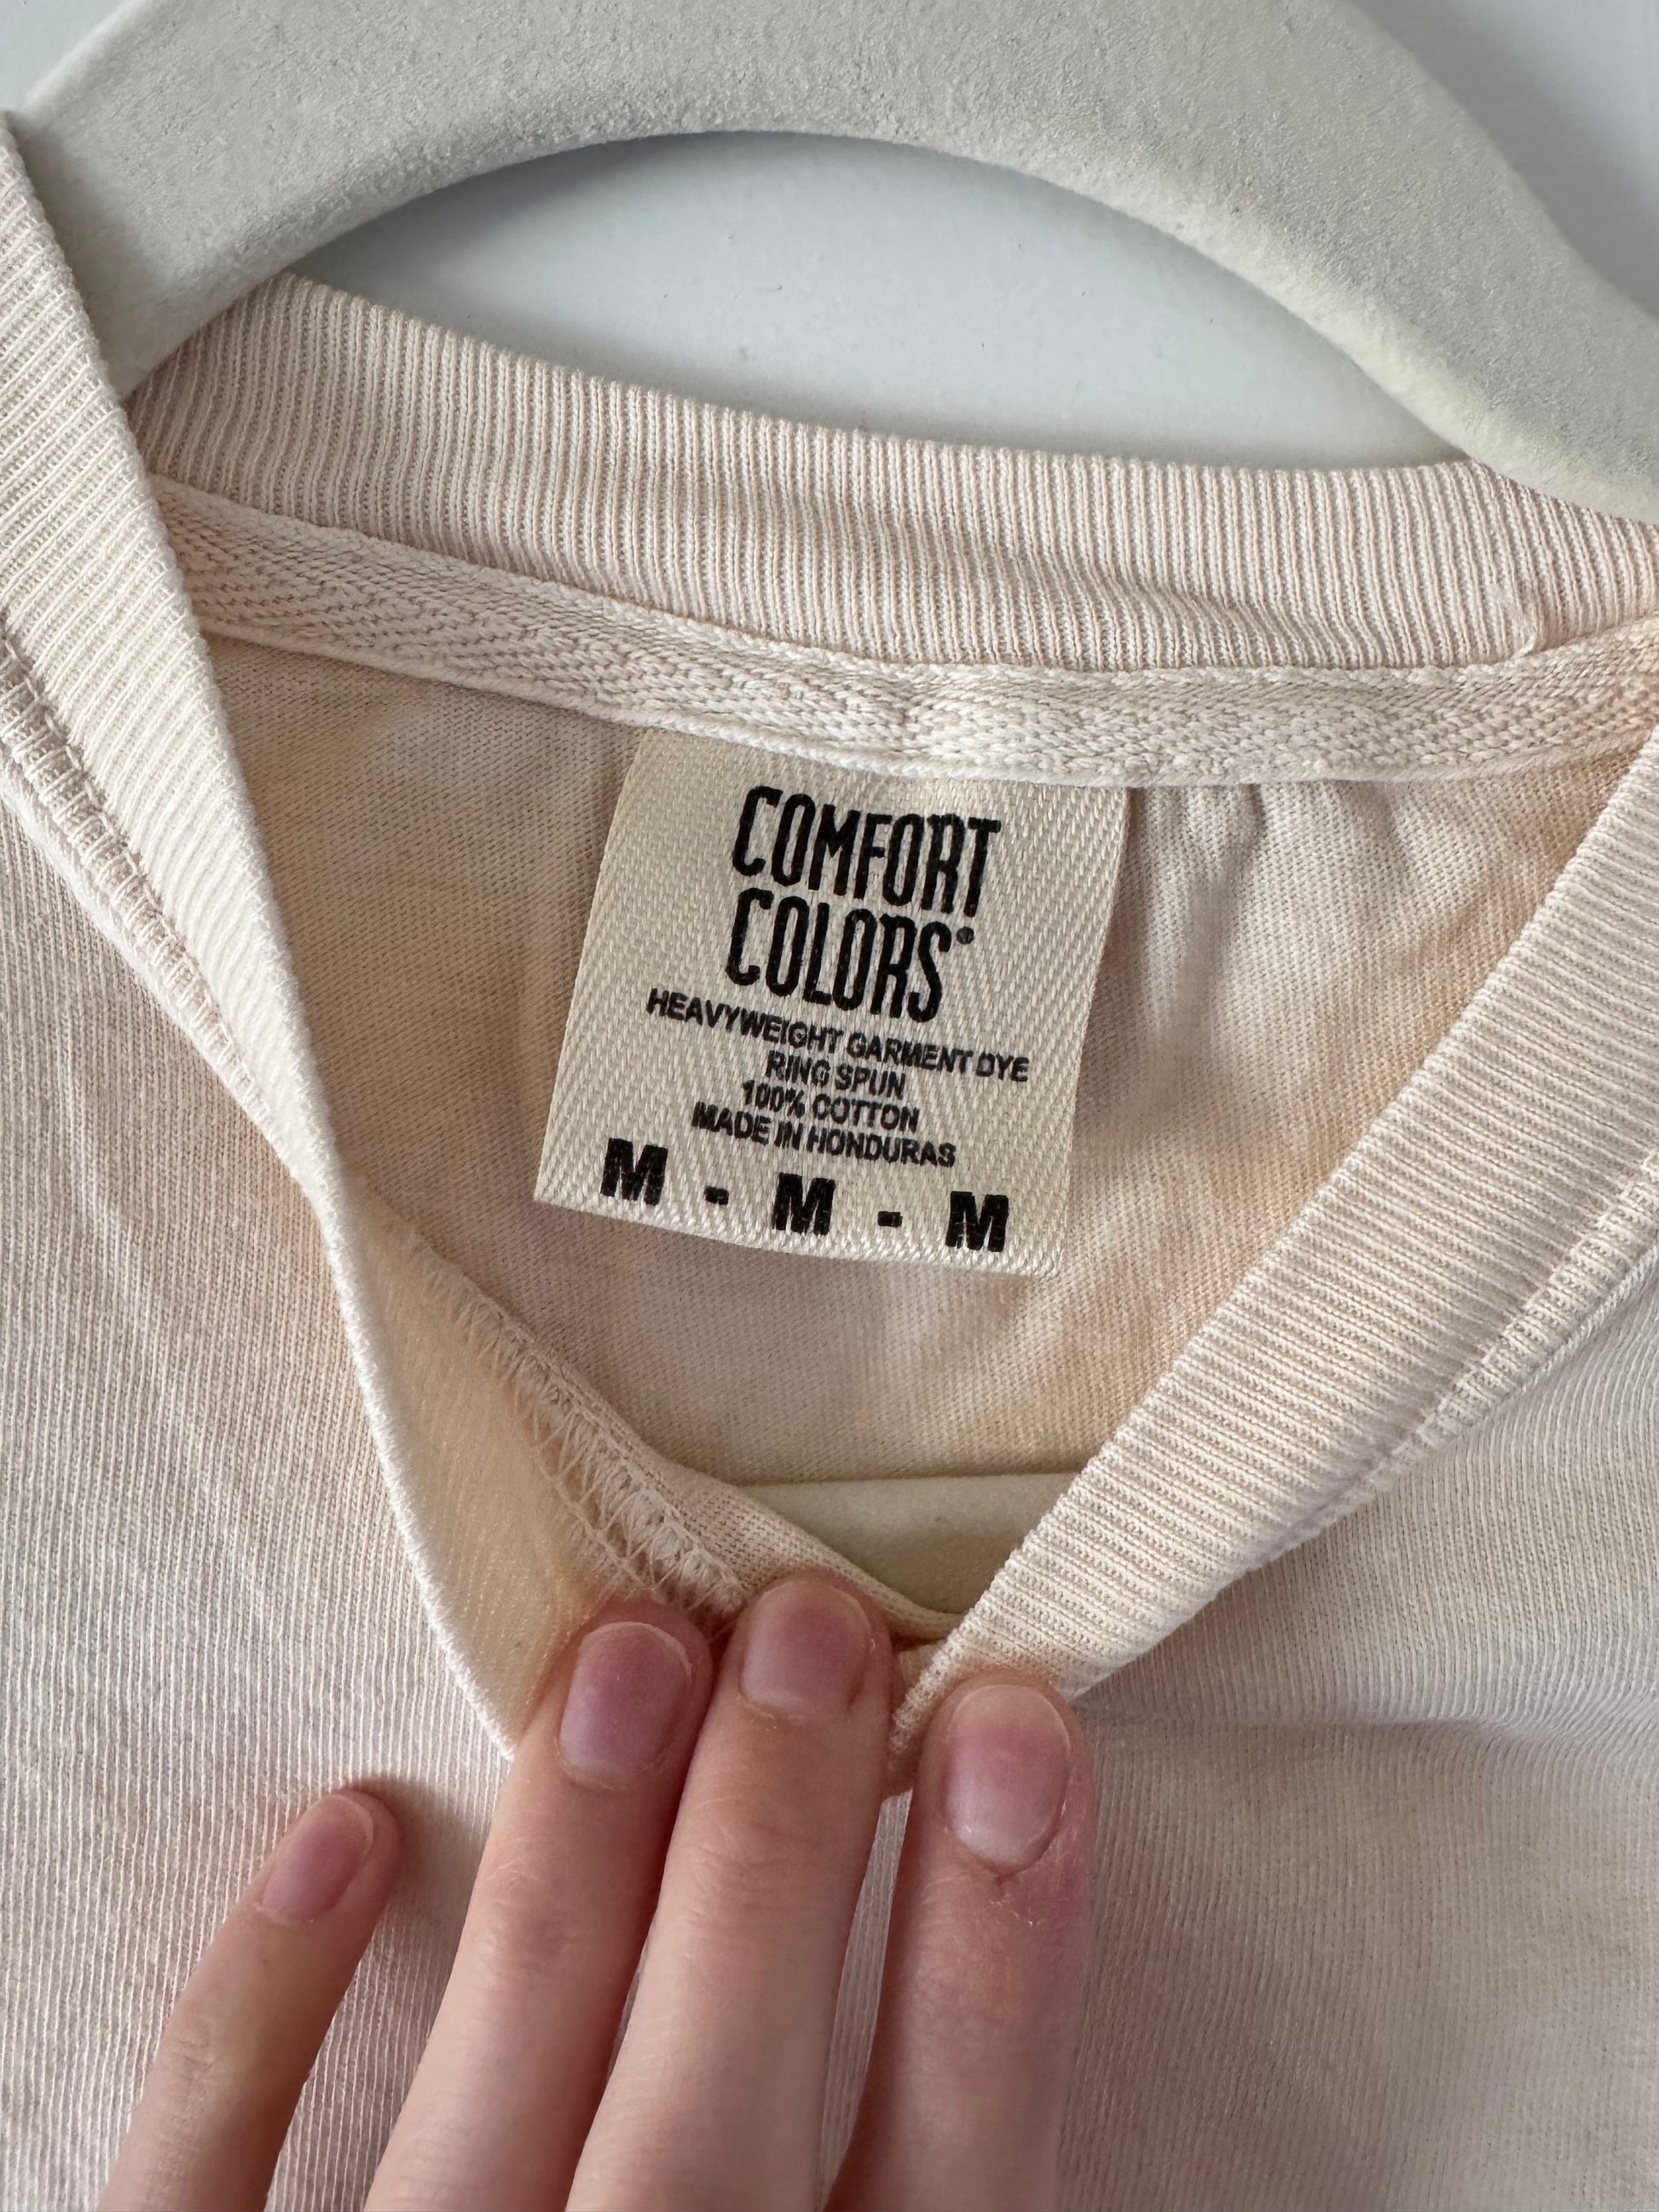 COMFORT
COLORS®
HEAVYWEIGHT GARMENT DYE
RING SPUN
100% COTTON
MADE IN HONDURAS
M - M - M